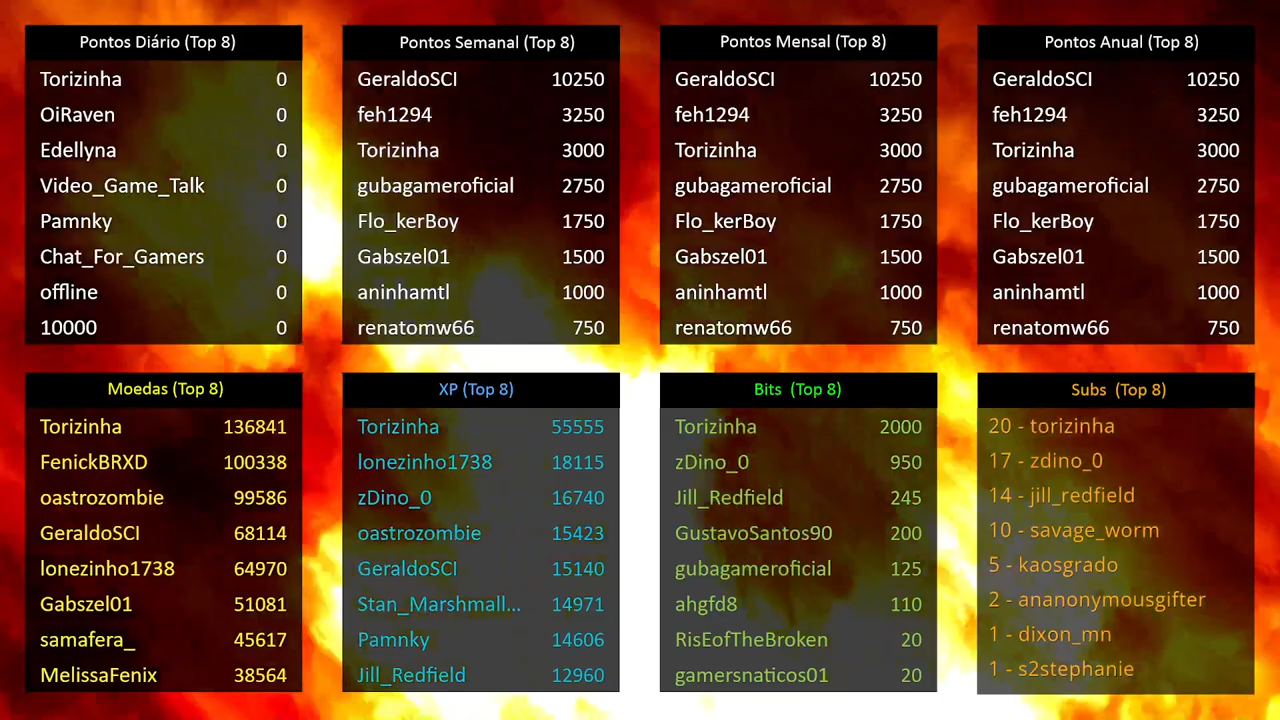 Pontos Diário (Top 8)
Torizinha 0
OiRaven 0
Edellyna 0
Video_Game_Talk 0
Pamnky 0
Chat_For_Gamers 0
offline 0
10000 0
Pontos Semanal (Top 8)
GeraldoSCI 10250
feh1294 3250
Torizinha 3000
gubagameroficial 2750
Flo_kerBoy 1750
Gabszel01 1500
aninhamtl 1000
renatomw66 750
Pontos Mensal (Top 8)
GeraldoSCI 10250
feh1294 3250
Torizinha 3000
gubagameroficial 2750
Flo_kerBoy 1750
Gabszel01 1500
aninhamtl 1000
renatomw66 750
Pontos Anual (Top 8)
GeraldoSCI 10250
feh1294 3250
Torizinha 3000
gubagameroficial 2750
Flo_kerBoy 1750
Gabszel01 1500
aninhamtl 1000
renatomw66 750
Moedas (Top 8)
Torizinha 136841
FenickBRXD 100338
oastrozombie 99586
GeraldoSCI 68114
lonezinho1738 64970
Gabszel01 51081
samafera_ 45617
MelissaFenix 38564
XP (Top 8)
Torizinha 55555
lonezinho1738 18115
zDino_0 16740
oastrozombie 15423
GeraldoSCI 15140
Stan_Marshmall... 14971
Pamnky 14606
Jill_Redfield 12960
Bits (Top 8)
Torizinha 2000
zDino_0 950
Jill_Redfield 245
GustavoSantos90 200
gubagameroficial 125
ahgfd8 110
RisEofTheBroken 20
gamersnaticos01 20
Subs (Top 8)
20 - torizinha
17 - zdino_0
14 - jill_redfield
10 - savage_worm
5 - kaosgrado
2 - ananonymousgifter
1 - dixon_mn
1 - s2stephanie